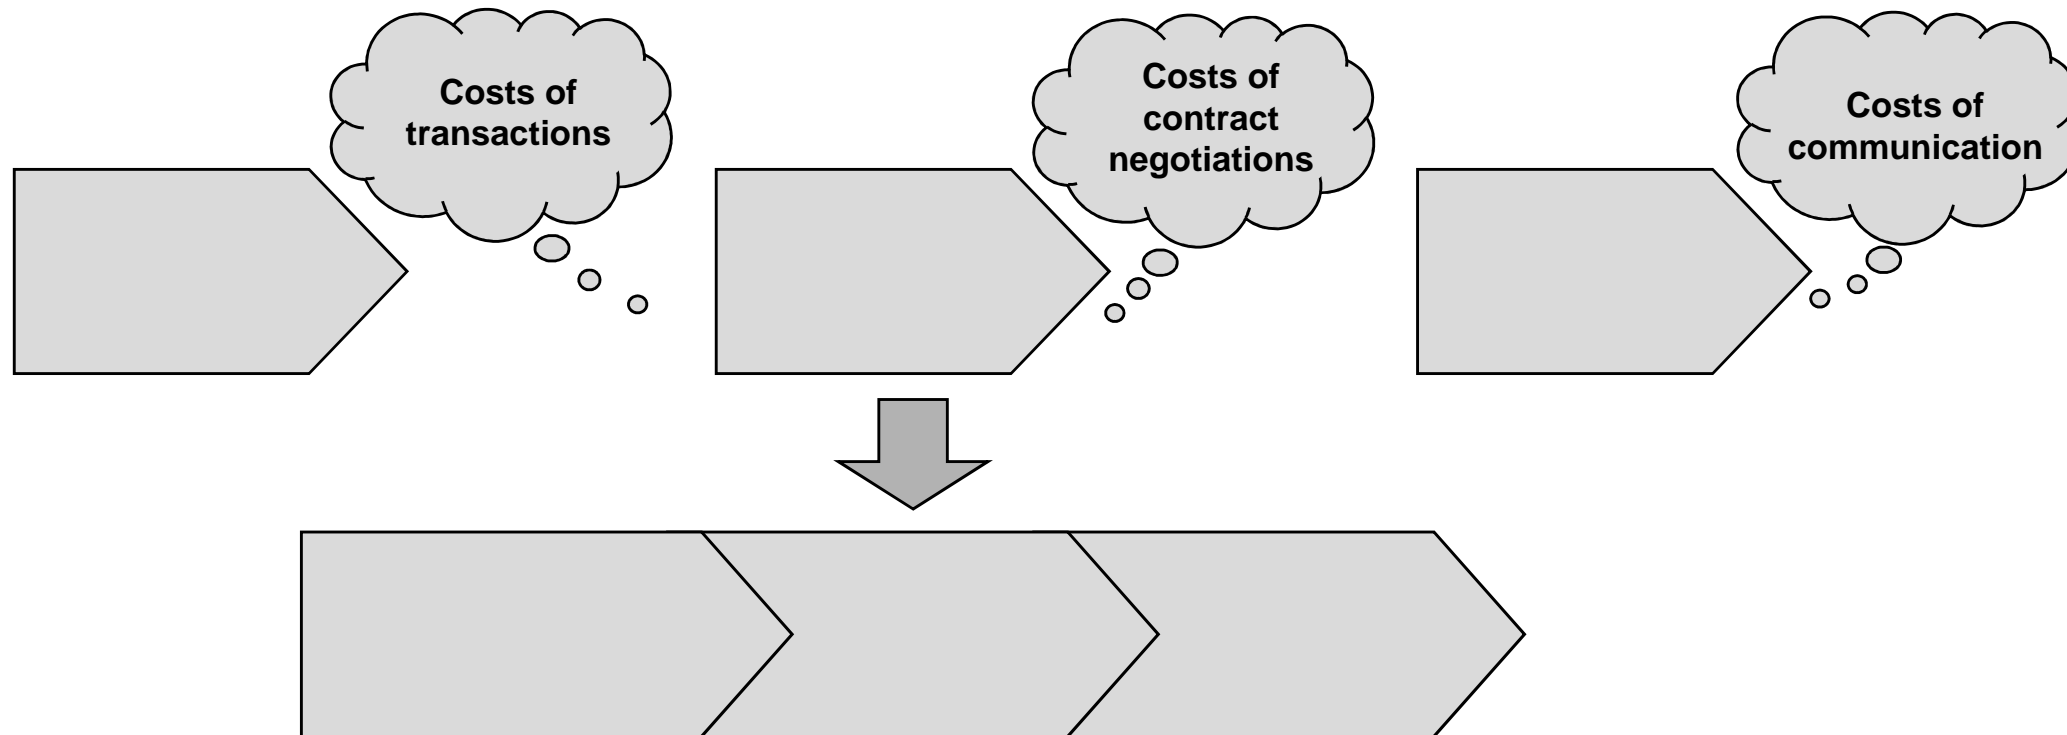 Costs of
transactions
Costs of
contract
negotiations
Costs of
communication